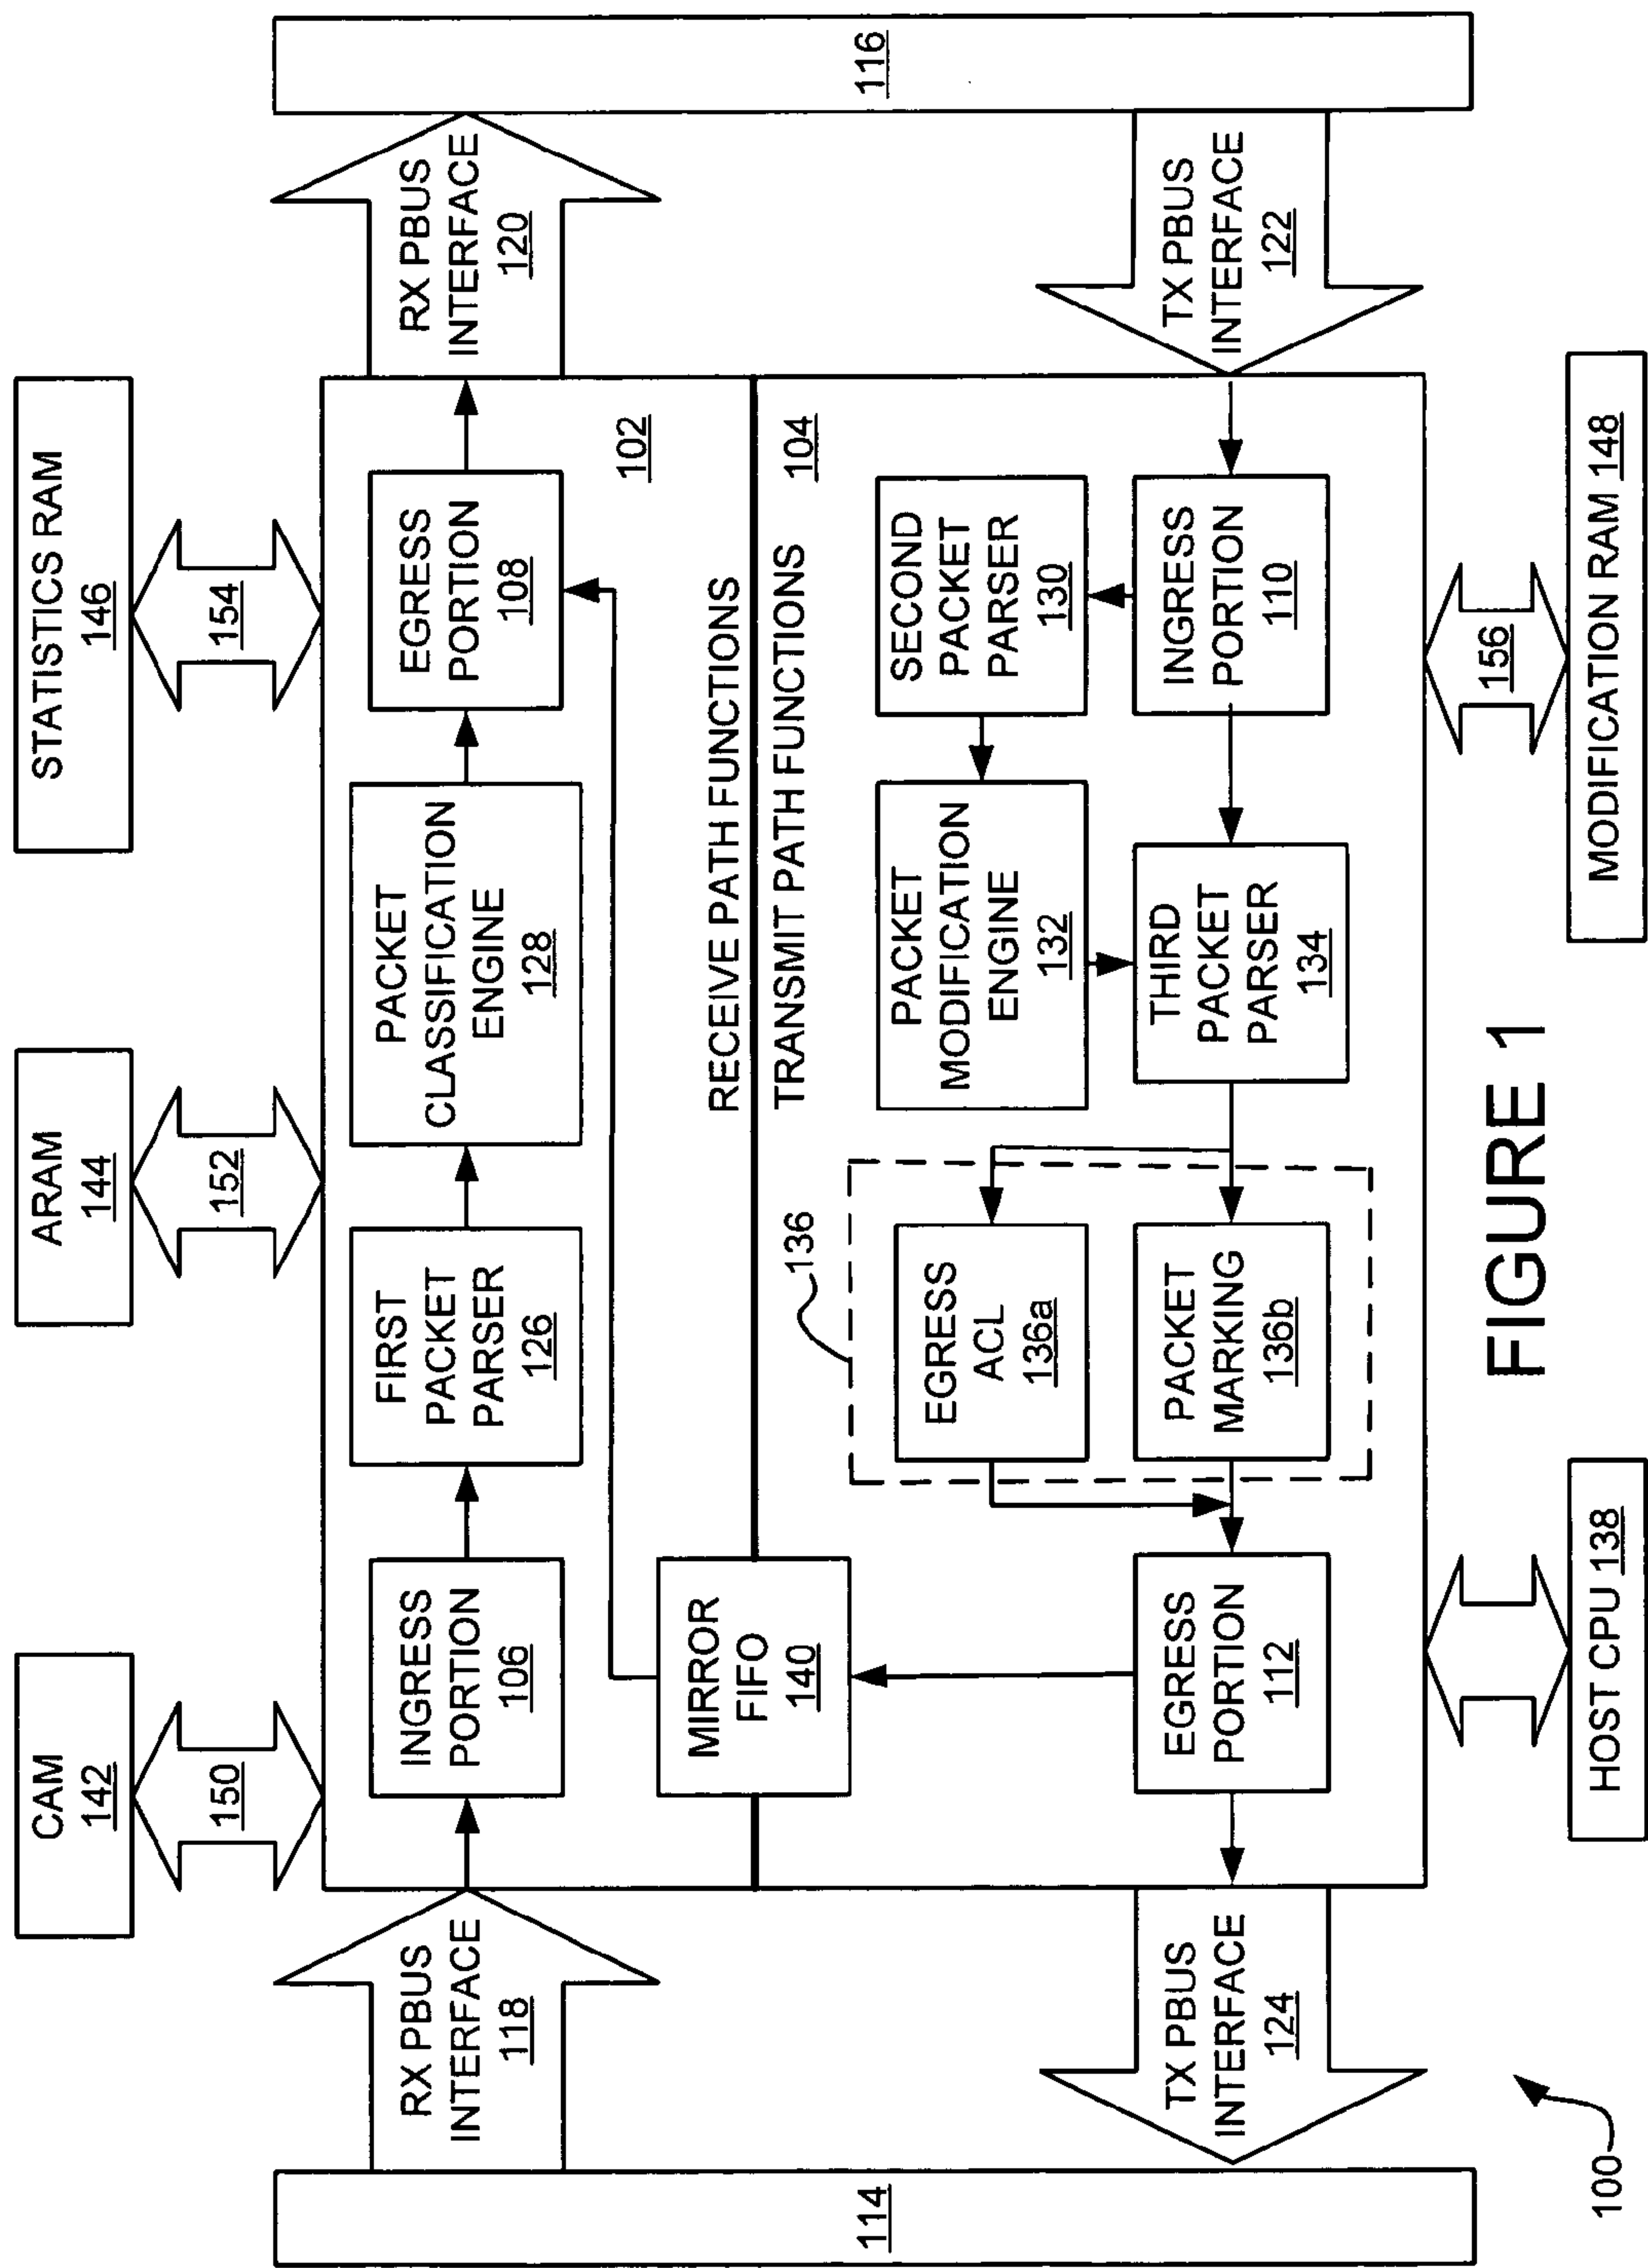 CAM
142
ARAM
144
STATISTICS RAM
146
150
152
154
RX PBUS
INTERFACE
118
INGRESS
PORTION
106
FIRST
PACKET
PARSER
126
PACKET
CLASSIFICATION
ENGINE
128
EGRESS
PORTION
108
RX PBUS
INTERFACE
120
102
114
116
MIRROR
FIFO
140
RECEIVE PATH FUNCTIONS
TRANSMIT PATH FUNCTIONS
104
136
EGRESS
ACL
136a
PACKET
MODIFICATION
ENGINE
132
SECOND
PACKET
PARSER
130
TX PBUS
INTERFACE
124
EGRESS
PORTION
112
PACKET
MARKING
136b
THIRD
PACKET
PARSER
134
INGRESS
PORTION
110
TX PBUS
INTERFACE
122
156
HOST CPU 138
MODIFICATION RAM 148
100
FIGURE 1